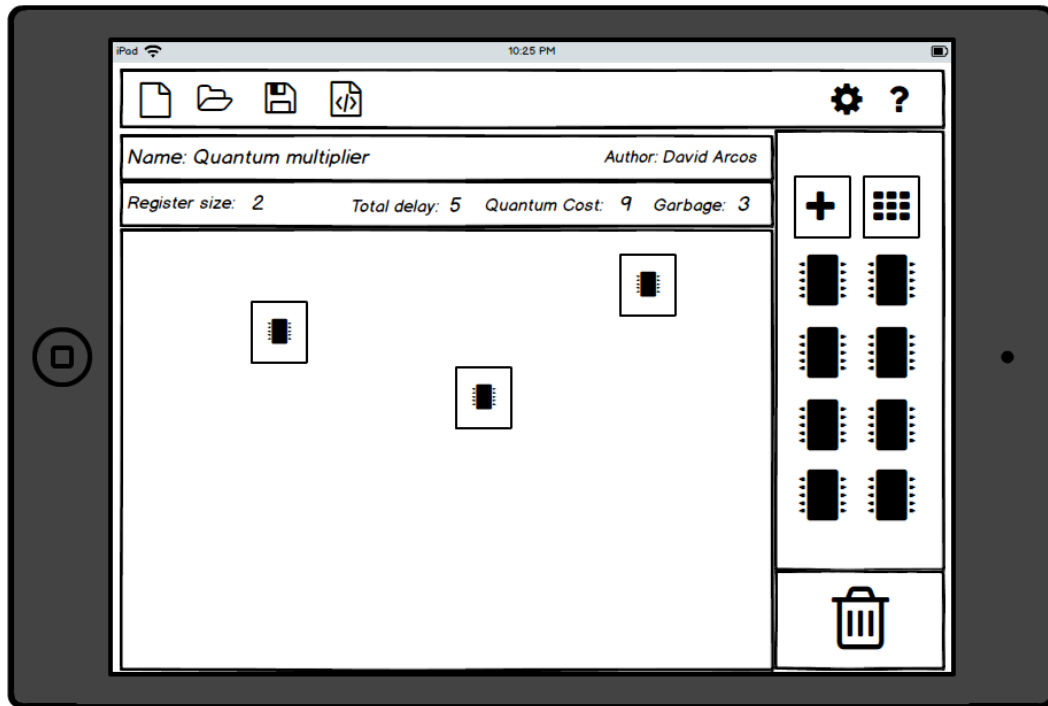 iPad 10:25 PM
</>
?
Name: Quantum multiplier Author: David Arcos
Register size: 2 Total delay: 5 Quantum Cost: 9 Garbage: 3